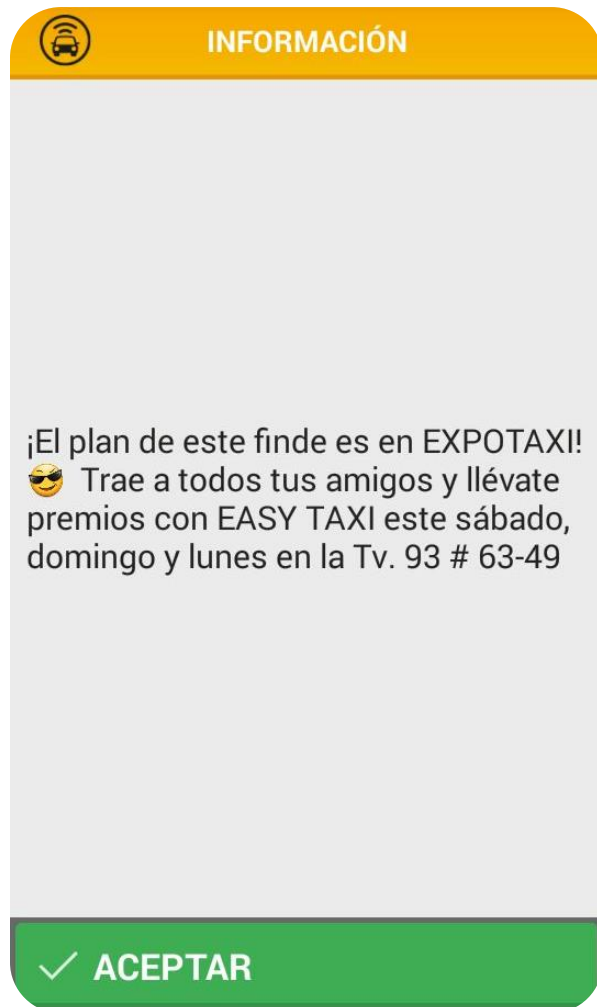 INFORMACIÓN
¡El plan de este finde es en EXPOTAXI!
😎 Trae a todos tus amigos y llévate
premios con EASY TAXI este sábado,
domingo y lunes en la Tv. 93 # 63-49
ACEPTAR